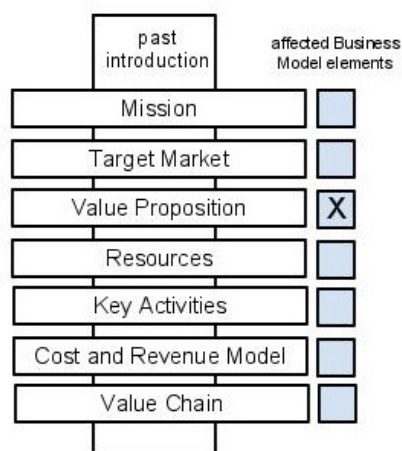 past
introduction
affected Business
Model elements
Mission
Target Market
Value Proposition
X
Resources
Key Activities
Cost and Revenue Model
Value Chain